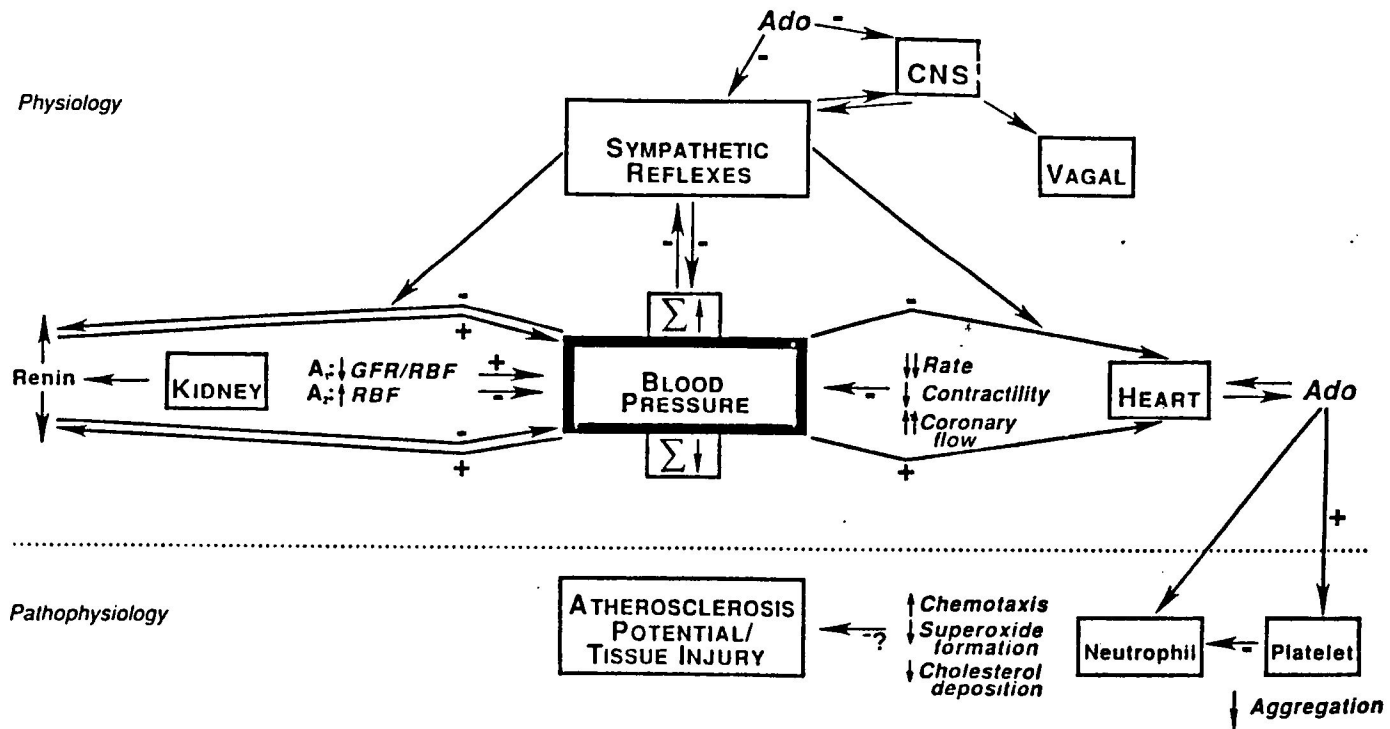 Ado
-
-
CNS
Physiology
SYMPATHETIC
REFLEXES
VAGAL
-
-
-
-
Σ ↑
+
+
Renin
KIDNEY
A₁:↓ GFR/RBF
A₂:↑ RBF
+
-
BLOOD
PRESSURE
-
↓↓ Rate
↓ Contractility
↑↑ Coronary
flow
HEART
Ado
-
+
Σ ↓
+
+
Pathophysiology
ATHEROSCLEROSIS
POTENTIAL/
TISSUE INJURY
-?
↑ Chemotaxis
↓ Superoxide
formation
↓ Cholesterol
deposition
Neutrophil
-
Platelet
↓ Aggregation